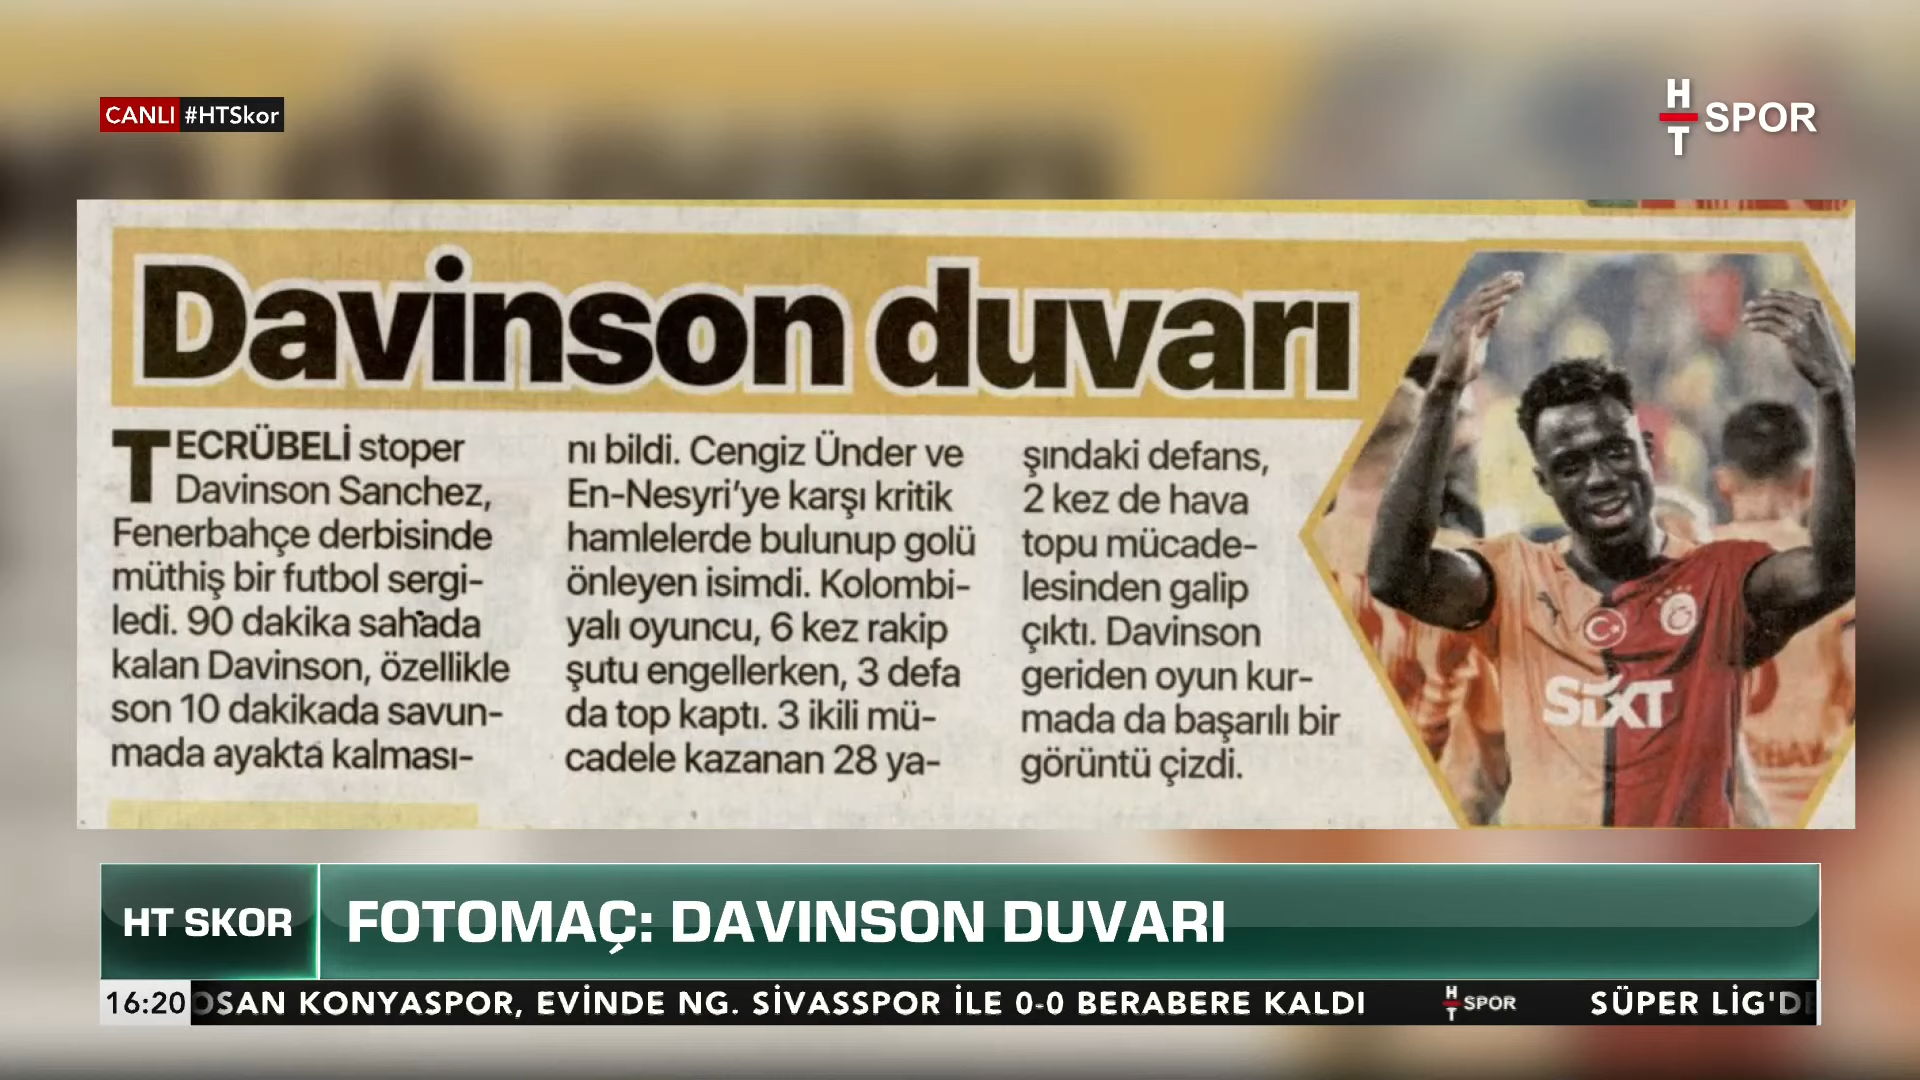 CANLI #HTSkor
HT SPOR
Davinson duvarı
TECRÜBELİ stoper
Davinson Sanchez,
Fenerbahçe derbisinde
müthiş bir futbol sergi-
ledi. 90 dakika sahada
kalan Davinson, özellikle
son 10 dakikada savun-
mada ayakta kalması-
nı bildi. Cengiz Ünder ve
En-Nesyri’ye karşı kritik
hamlelerde bulunup golü
önleyen isimdi. Kolombi-
yalı oyuncu, 6 kez rakip
şutu engellerken, 3 defa
da top kaptı. 3 ikili mü-
cadele kazanan 28 ya-
şındaki defans,
2 kez de hava
topu mücade-
lesinden galip
çıktı. Davinson
geriden oyun kur-
mada da başarılı bir
görüntü çizdi.
SiXT
HT SKOR
FOTOMAÇ: DAVINSON DUVARI
16:20 OSAN KONYASPOR, EVİNDE NG. SİVASSPOR İLE 0-0 BERABERE KALDI HT SPOR SÜPER LİG'DE